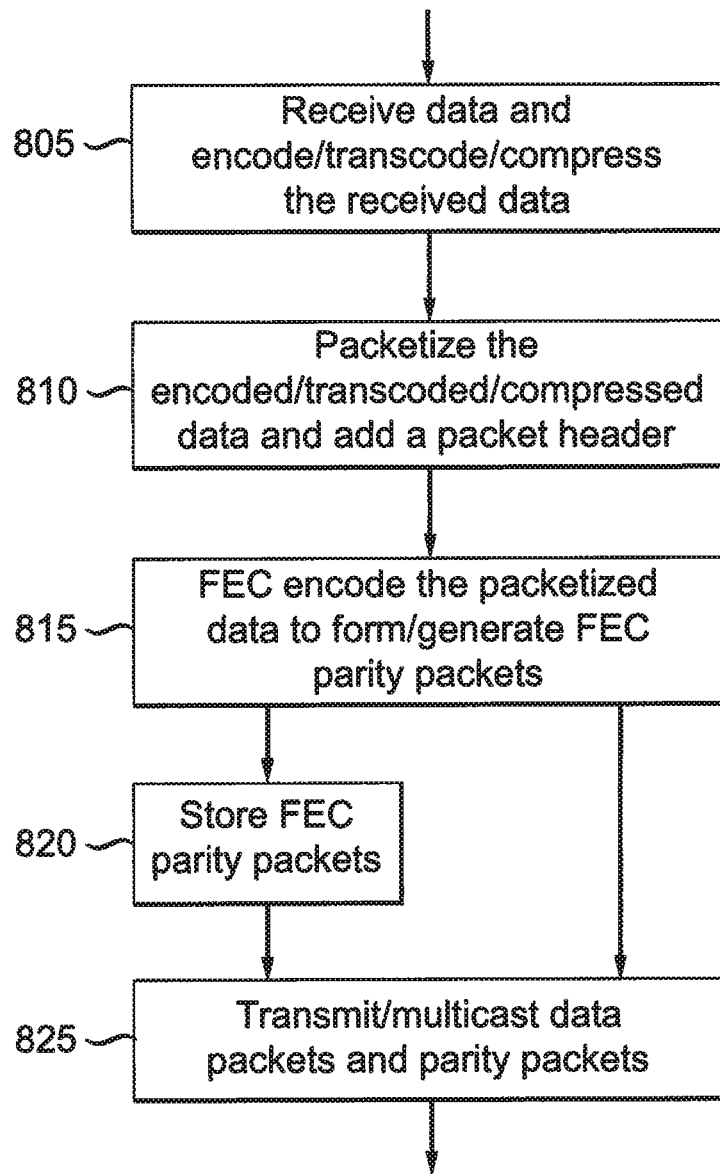 805
Receive data and
encode/transcode/compress
the received data
810
Packetize the
encoded/transcoded/compressed
data and add a packet header
815
FEC encode the packetized
data to form/generate FEC
parity packets
820
Store FEC
parity packets
825
Transmit/multicast data
packets and parity packets